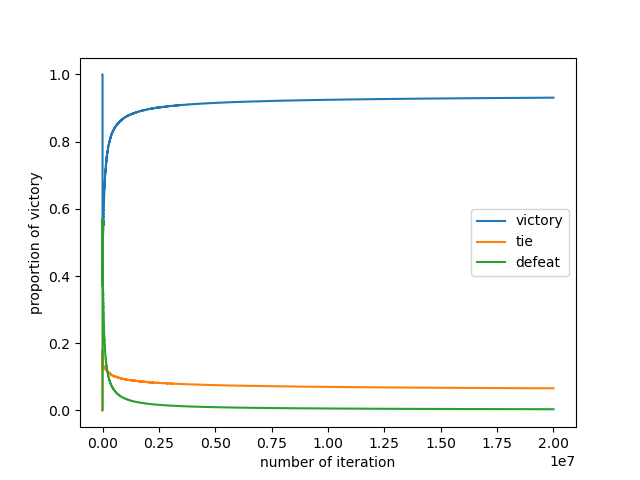 1.0
0.8
0.6
0.4
0.2
0.0
proportion of victory
victory
tie
defeat
0.00 0.25 0.50 0.75 1.00 1.25 1.50 1.75 2.00
1e7
number of iteration